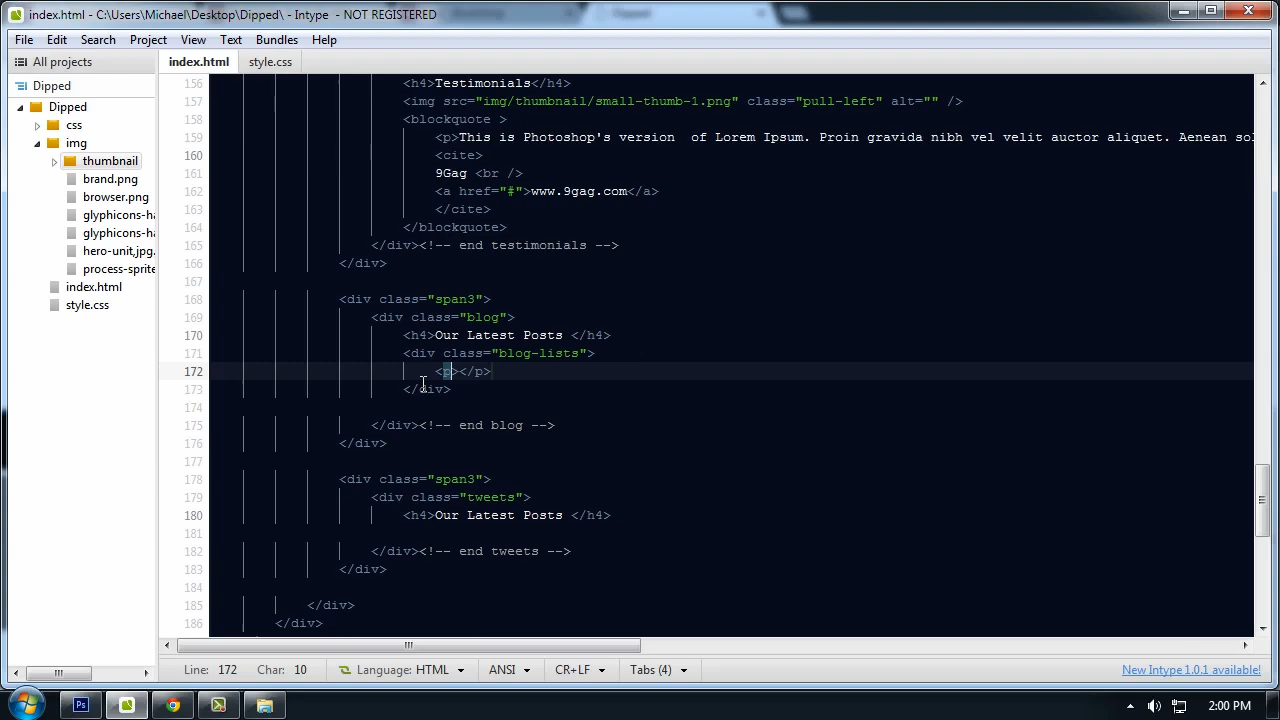 index.html - C:\Users\Michael\Desktop\Dipped\ - Intype - NOT REGISTERED
Dipped
File Edit Search Project View Text Bundles Help
All projects
index.html style.css
Dipped
Dipped
css
img
thumbnail
brand.png
browser.png
glyphicons-ha
glyphicons-ha
hero-unit.jpg.
process-sprite
index.html
style.css
156 <h4>Testimonials</h4>
157 <img src="img/thumbnail/small-thumb-1.png" class="pull-left" alt="" />
158 <blockquote >
159 <p>This is Photoshop's version  of Lorem Ipsum. Proin gravida nibh vel velit auctor aliquet. Aenean sol
160 <cite>
161 9Gag <br />
162 <a href="#">www.9gag.com</a>
163 </cite>
164 </blockquote>
165 </div><!-- end testimonials -->
166 </div>
167
168 <div class="span3">
169 <div class="blog">
170 <h4>Our Latest Posts </h4>
171 <div class="blog-lists">
172 <p></p>
173 </div>
174
175 </div><!-- end blog -->
176 </div>
177
178 <div class="span3">
179 <div class="tweets">
180 <h4>Our Latest Posts </h4>
181
182 </div><!-- end tweets -->
183 </div>
184
185 </div>
186 </div>
Line: 172 Char: 10 Language: HTML ANSI CR+LF Tabs (4) New Intype 1.0.1 available!
Ps 2:00 PM